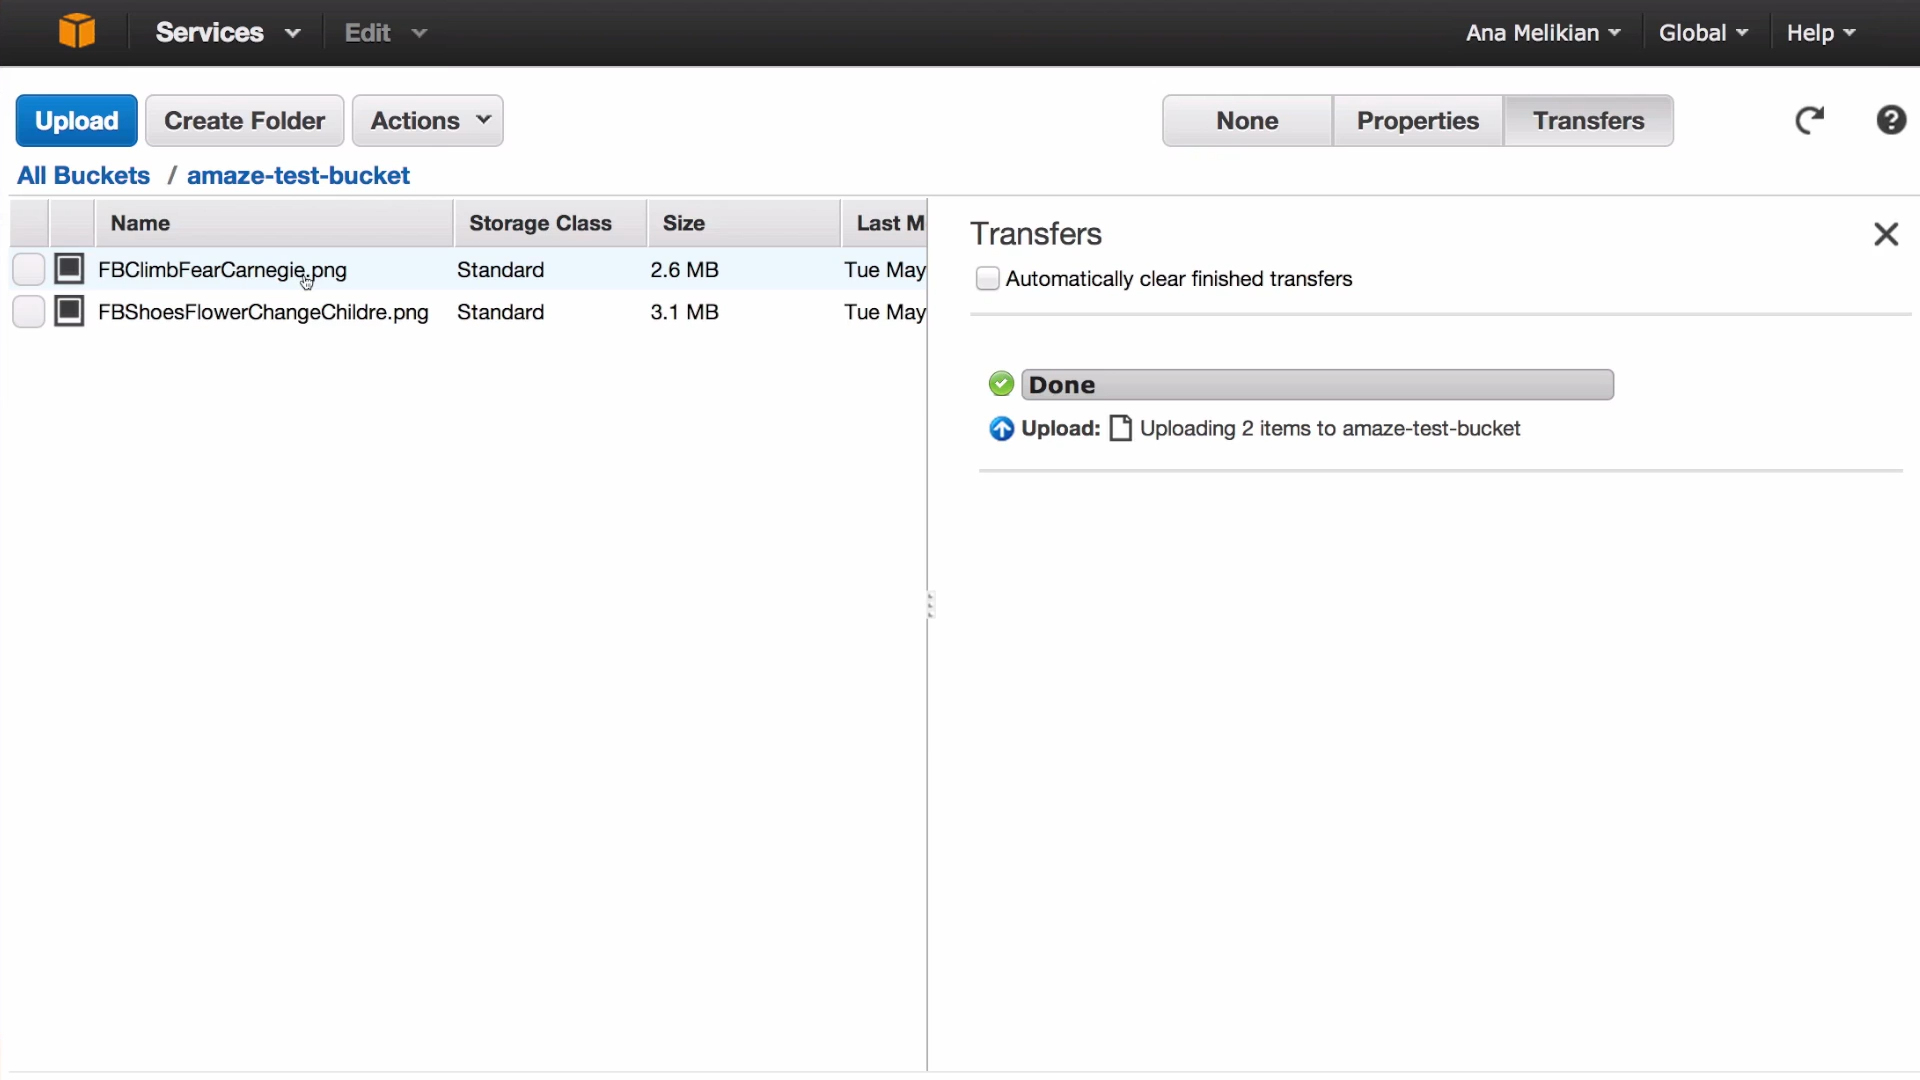 Services Edit Ana Melikian Global Help
Upload Create Folder Actions None Properties Transfers ?
All Buckets / amaze-test-bucket
Name Storage Class Size Last M
Transfers
Automatically clear finished transfers
FBClimbFearCarnegie.png Standard 2.6 MB Tue May
FBShoesFlowerChangeChildre.png Standard 3.1 MB Tue May
Done
Upload: Uploading 2 items to amaze-test-bucket